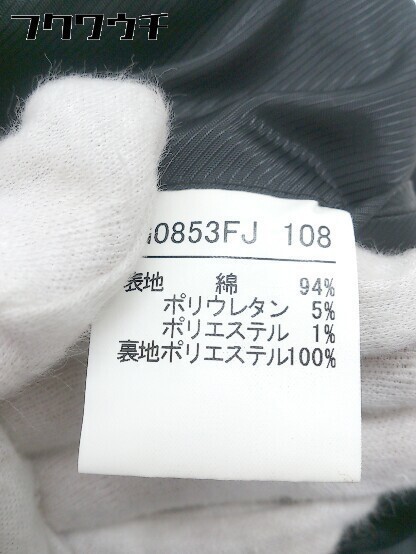 フクワウチ
G0853FJ 108
表地 綿 94%
ポリウレタン 5%
ポリエステル 1%
裏地ポリエステル100%